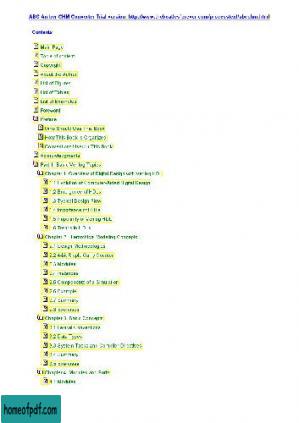 ABC Amber CHM Converter Trial version, http://www.thebeatlesforever.com/processtext/abcchm.html
Contents
Main Page
Table of content
Copyright
About the Author
List of Figures
List of Tables
List of Examples
Foreword
Preface
Who Should Use This Book
How This Book Is Organized
Conventions Used in This Book
Acknowledgments
Part 1: Basic Verilog Topics
Chapter 1. Overview of Digital Design with Verilog HDL
1.1 Evolution of Computer-Aided Digital Design
1.2 Emergence of HDLs
1.3 Typical Design Flow
1.4 Importance of HDLs
1.5 Popularity of Verilog HDL
1.6 Trends in HDLs
Chapter 2. Hierarchical Modeling Concepts
2.1 Design Methodologies
2.2 4-bit Ripple Carry Counter
2.3 Modules
2.4 Instances
2.5 Components of a Simulation
2.6 Example
2.7 Summary
2.8 Exercises
Chapter 3. Basic Concepts
3.1 Lexical Conventions
3.2 Data Types
3.3 System Tasks and Compiler Directives
3.4 Summary
3.5 Exercises
Chapter 4. Modules and Ports
4.1 Modules
homeofpdf.com